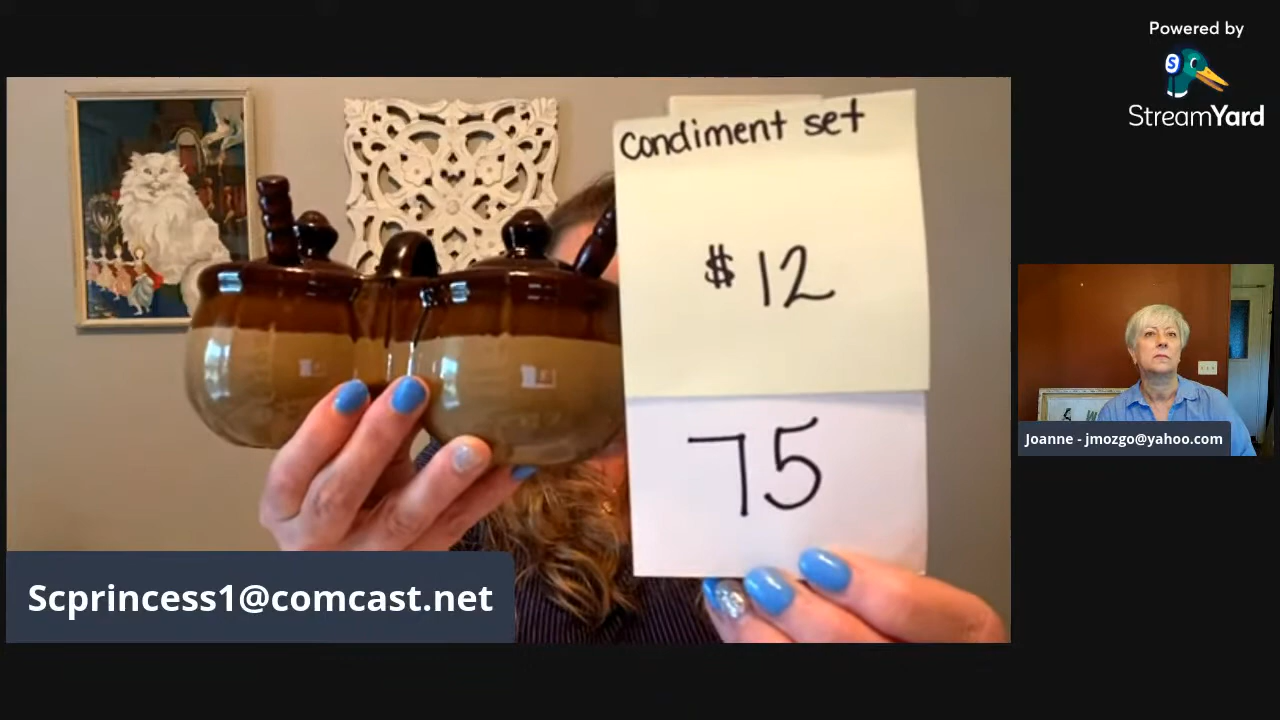 Powered by
S
StreamYard
Condiment set
$12
75
Joanne - jmozgo@yahoo.com
Scprincess1@comcast.net